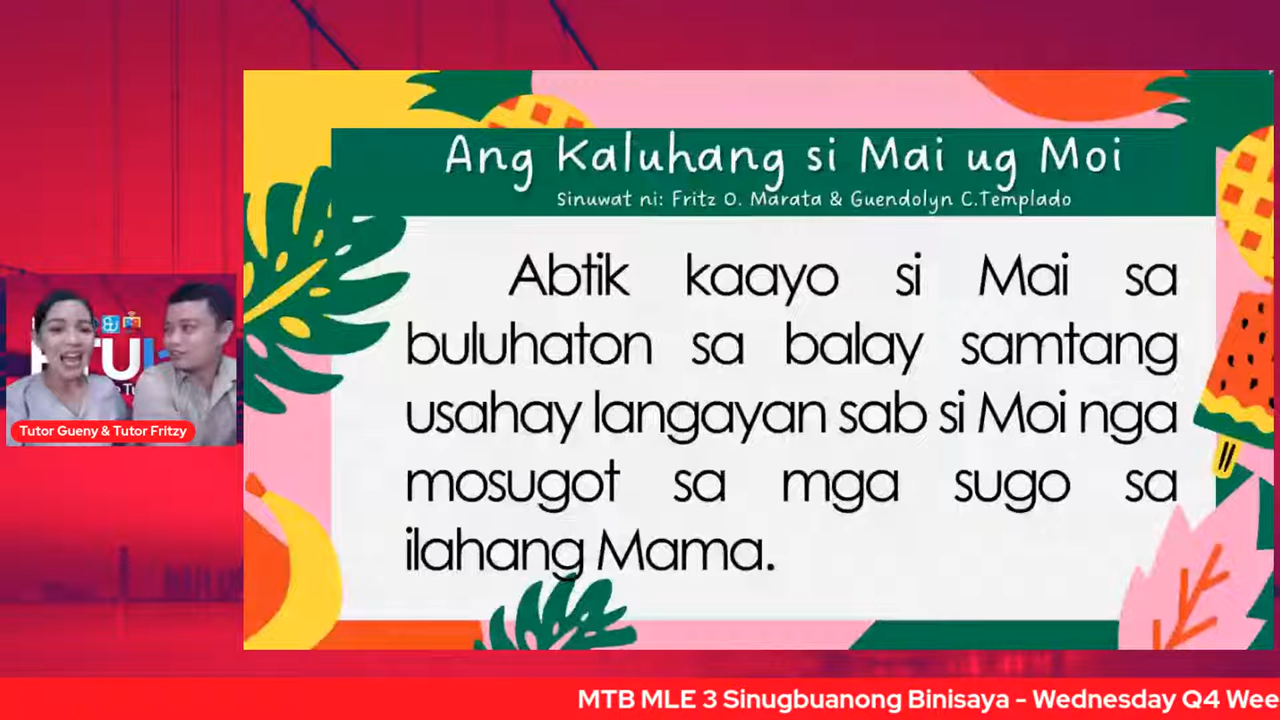 Ang Kaluhang si Mai ug Moi
Sinuwat ni: Fritz O. Marata & Guendolyn C.Templado
Abtik kaayo si Mai sa
buluhaton sa balay samtang
usahay langayan sab si Moi nga
mosugot sa mga sugo sa
ilahang Mama.
Tutor Gueny & Tutor Fritzy
MTB MLE 3 Sinugbuanong Binisaya - Wednesday Q4 Wee